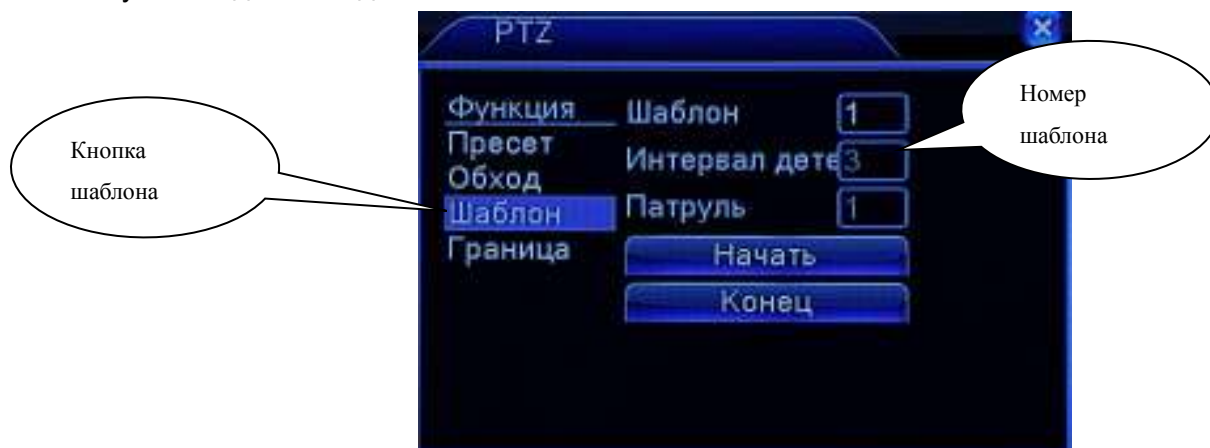 PTZ
Функция
Пресет
Обход
Шаблон
Граница
Шаблон 1
Интервал дете 3
Патруль 1
Начать
Конец
Кнопка
шаблона
Номер
шаблона